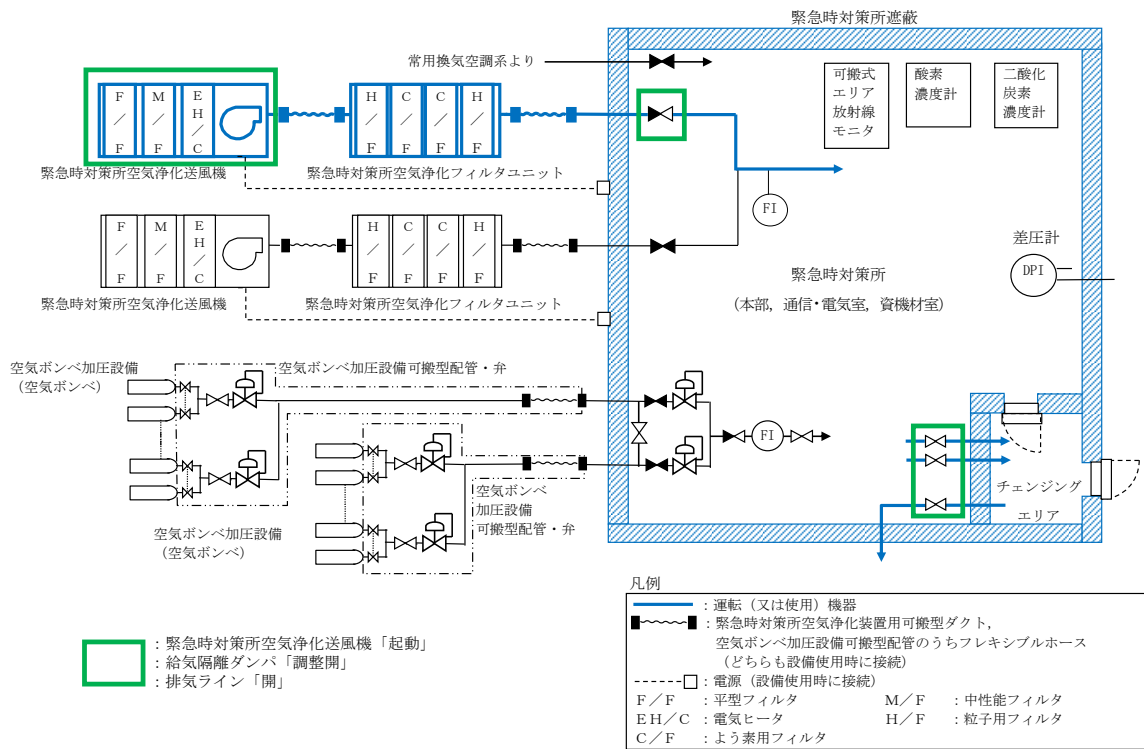 緊急時対策所遮蔽
常用換気空調系より
可搬式
エリア
放射線
モニタ
酸素
濃度計
二酸化
炭素
濃度計
F/F
M/F
EH/C
H/F
C/F
C/F
H/F
緊急時対策所空気浄化送風機
緊急時対策所空気浄化フィルタユニット
FI
F/F
M/F
EH/C
H/F
C/F
C/F
H/F
緊急時対策所空気浄化送風機
緊急時対策所空気浄化フィルタユニット
差圧計
DPI
緊急時対策所
(本部,通信・電気室,資機材室)
空気ボンベ加圧設備
(空気ボンベ)
空気ボンベ加圧設備可搬型配管・弁
FI
空気ボンベ
加圧設備
可搬型配管・弁
空気ボンベ加圧設備
(空気ボンベ)
チェンジング
エリア
凡例
:運転(又は使用)機器
:緊急時対策所空気浄化装置用可搬型ダクト,
空気ボンベ加圧設備可搬型配管のうちフレキシブルホース
(どちらも設備使用時に接続)
:電源(設備使用時に接続)
F/F :平型フィルタ M/F :中性能フィルタ
EH/C :電気ヒータ H/F :粒子用フィルタ
C/F :よう素用フィルタ
:緊急時対策所空気浄化送風機「起動」
:給気隔離ダンパ「調整開」
:排気ライン「開」